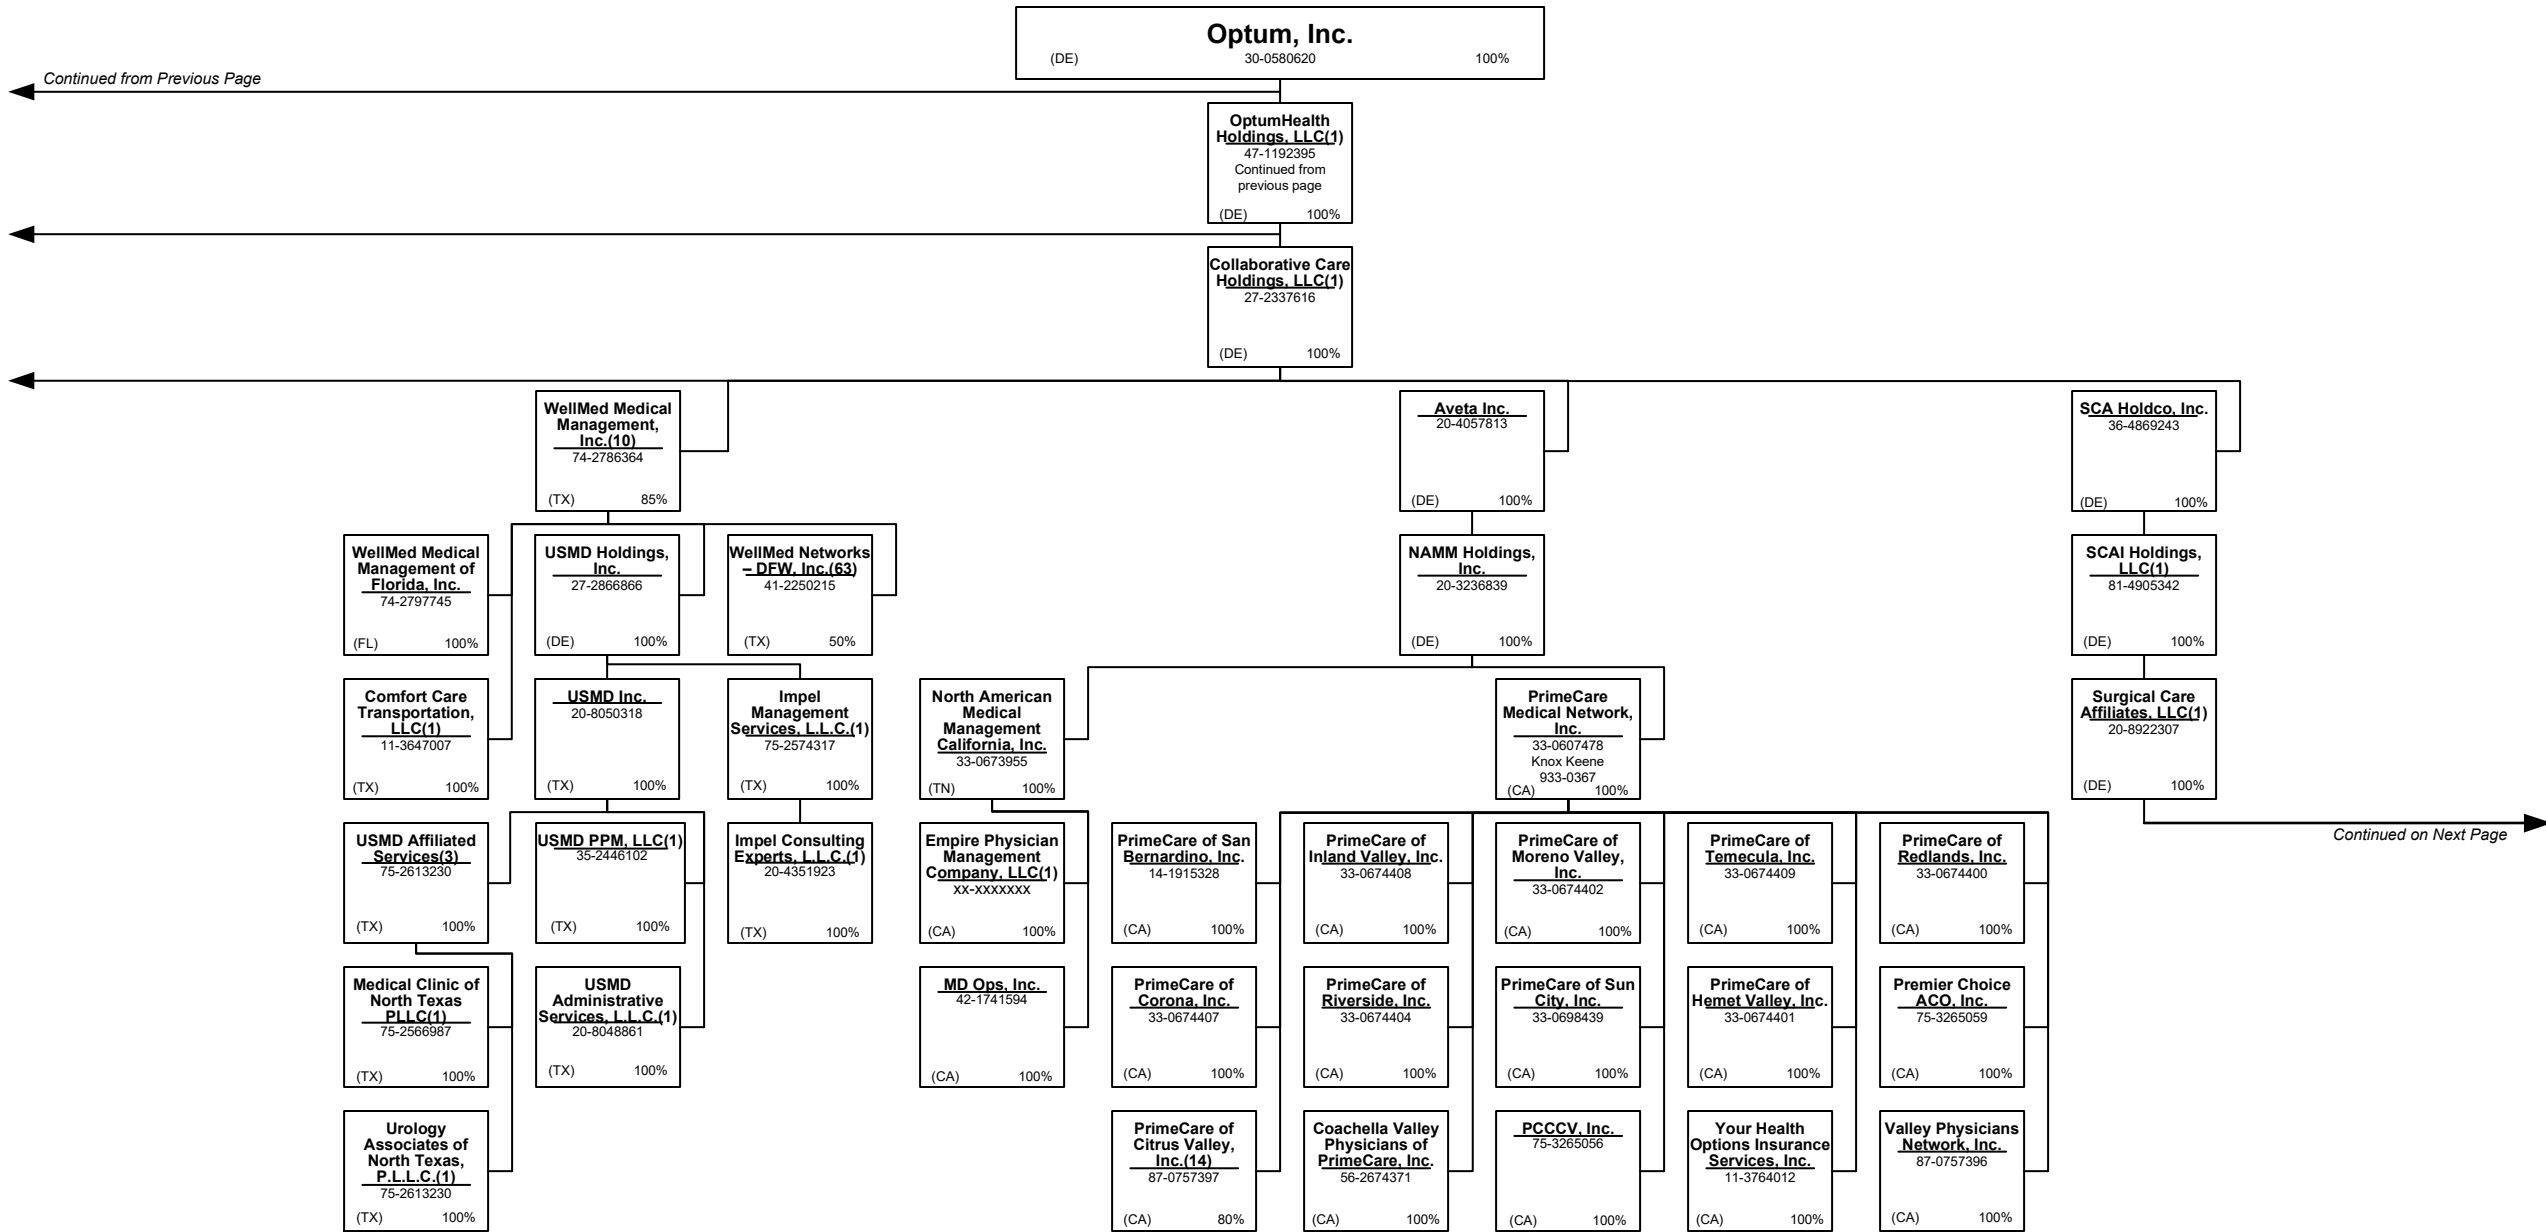 Optum, Inc.
(DE) 30-0580620 100%
Continued from Previous Page
OptumHealth
Holdings, LLC(1)
47-1192395
Continued from
previous page
(DE) 100%
Collaborative Care
Holdings, LLC(1)
27-2337616
(DE) 100%
WellMed Medical
Management,
Inc.(10)
74-2786364
(TX) 85%
Aveta Inc.
20-4057813
(DE) 100%
SCA Holdco, Inc.
36-4869243
(DE) 100%
WellMed Medical
Management of
Florida, Inc.
74-2797745
(FL) 100%
USMD Holdings,
Inc.
27-2866866
(DE) 100%
WellMed Networks
– DFW, Inc.(63)
41-2250215
(TX) 50%
NAMM Holdings,
Inc.
20-3236839
(DE) 100%
SCAI Holdings,
LLC(1)
81-4905342
(DE) 100%
Comfort Care
Transportation,
LLC(1)
11-3647007
(TX) 100%
USMD Inc.
20-8050318
(TX) 100%
Impel
Management
Services, L.L.C.(1)
75-2574317
(TX) 100%
North American
Medical
Management
California, Inc.
33-0673955
(TN) 100%
PrimeCare
Medical Network,
Inc.
33-0607478
Knox Keene
933-0367
(CA) 100%
Surgical Care
Affiliates, LLC(1)
20-8922307
(DE) 100%
Continued on Next Page
USMD Affiliated
Services(3)
75-2613230
(TX) 100%
USMD PPM, LLC(1)
35-2446102
(TX) 100%
Impel Consulting
Experts, L.L.C.(1)
20-4351923
(TX) 100%
Empire Physician
Management
Company, LLC(1)
xx-xxxxxxx
(CA) 100%
PrimeCare of San
Bernardino, Inc.
14-1915328
(CA) 100%
PrimeCare of
Inland Valley, Inc.
33-0674408
(CA) 100%
PrimeCare of
Moreno Valley,
Inc.
33-0674402
(CA) 100%
PrimeCare of
Temecula, Inc.
33-0674409
(CA) 100%
PrimeCare of
Redlands, Inc.
33-0674400
(CA) 100%
Medical Clinic of
North Texas
PLLC(1)
75-2566987
(TX) 100%
USMD
Administrative
Services, L.L.C.(1)
20-8048861
(TX) 100%
MD Ops, Inc.
42-1741594
(CA) 100%
PrimeCare of
Corona, Inc.
33-0674407
(CA) 100%
PrimeCare of
Riverside, Inc.
33-0674404
(CA) 100%
PrimeCare of Sun
City, Inc.
33-0698439
(CA) 100%
PrimeCare of
Hemet Valley, Inc.
33-0674401
(CA) 100%
Premier Choice
ACO, Inc.
75-3265059
(CA) 100%
Urology
Associates of
North Texas,
P.L.L.C.(1)
75-2613230
(TX) 100%
PrimeCare of
Citrus Valley,
Inc.(14)
87-0757397
(CA) 80%
Coachella Valley
Physicians of
PrimeCare, Inc.
56-2674371
(CA) 100%
PCCCV, Inc.
75-3265056
(CA) 100%
Your Health
Options Insurance
Services, Inc.
11-3764012
(CA) 100%
Valley Physicians
Network, Inc.
87-0757396
(CA) 100%